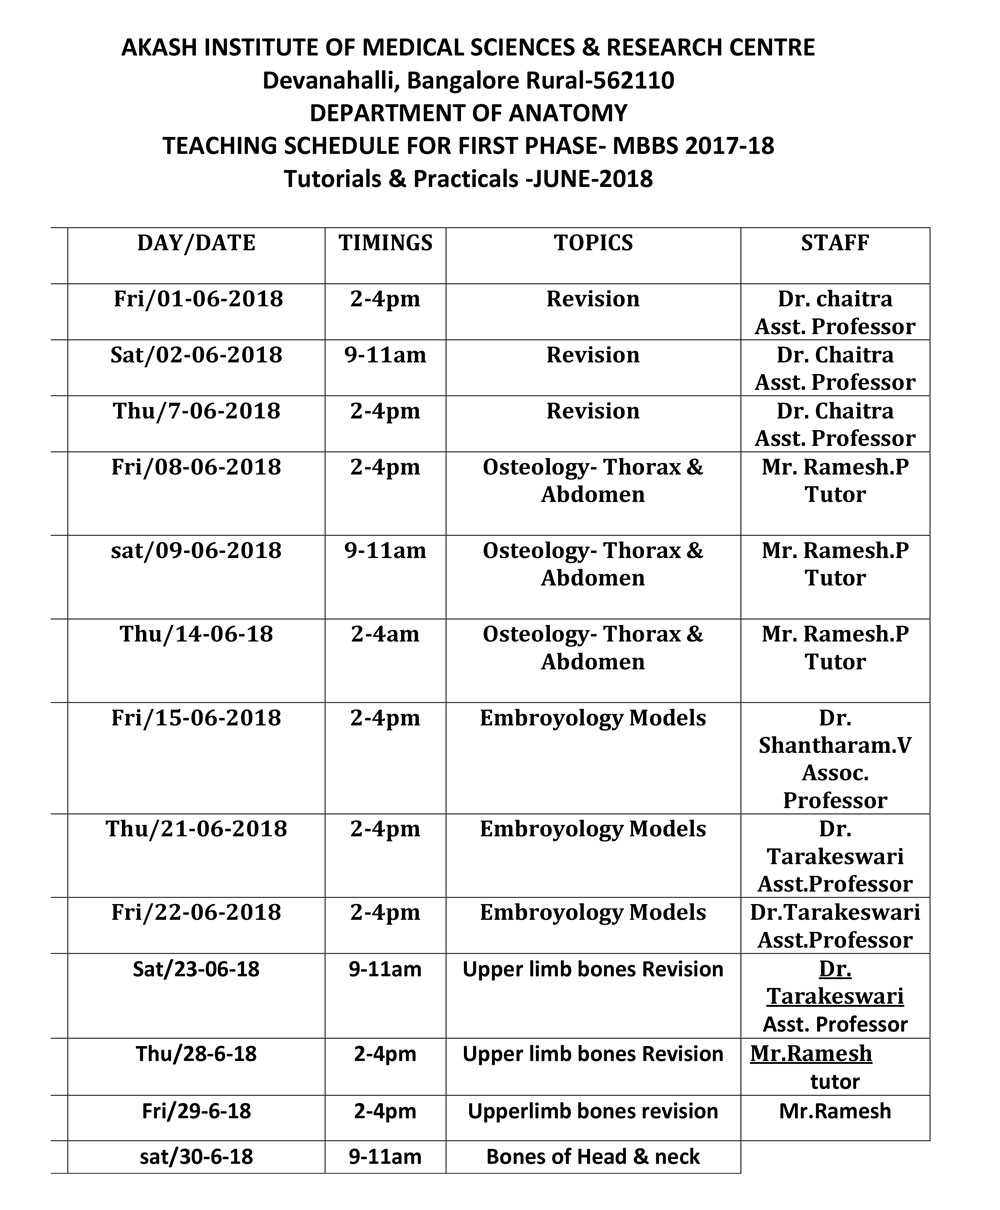 AKASH INSTITUTE OF MEDICAL SCIENCES & RESEARCH CENTRE
Devanahalli, Bangalore Rural-562110
DEPARTMENT OF ANATOMY
TEACHING SCHEDULE FOR FIRST PHASE- MBBS 2017-18
Tutorials & Practicals -JUNE-2018
DAY/DATE TIMINGS TOPICS STAFF
Fri/01-06-2018 2-4pm Revision Dr. chaitra
Asst. Professor
Sat/02-06-2018 9-11am Revision Dr. Chaitra
Asst. Professor
Thu/7-06-2018 2-4pm Revision Dr. Chaitra
Asst. Professor
Fri/08-06-2018 2-4pm Osteology- Thorax & Mr. Ramesh.P
Abdomen Tutor
sat/09-06-2018 9-11am Osteology- Thorax & Mr. Ramesh.P
Abdomen Tutor
Thu/14-06-18 2-4am Osteology- Thorax & Mr. Ramesh.P
Abdomen Tutor
Fri/15-06-2018 2-4pm Embroyology Models Dr.
Shantharam.V
Assoc.
Professor
Thu/21-06-2018 2-4pm Embroyology Models Dr.
Tarakeswari
Asst.Professor
Fri/22-06-2018 2-4pm Embroyology Models Dr.Tarakeswari
Asst.Professor
Sat/23-06-18 9-11am Upper limb bones Revision Dr.
Tarakeswari
Asst. Professor
Thu/28-6-18 2-4pm Upper limb bones Revision Mr.Ramesh
tutor
Fri/29-6-18 2-4pm Upperlimb bones revision Mr.Ramesh
sat/30-6-18 9-11am Bones of Head & neck